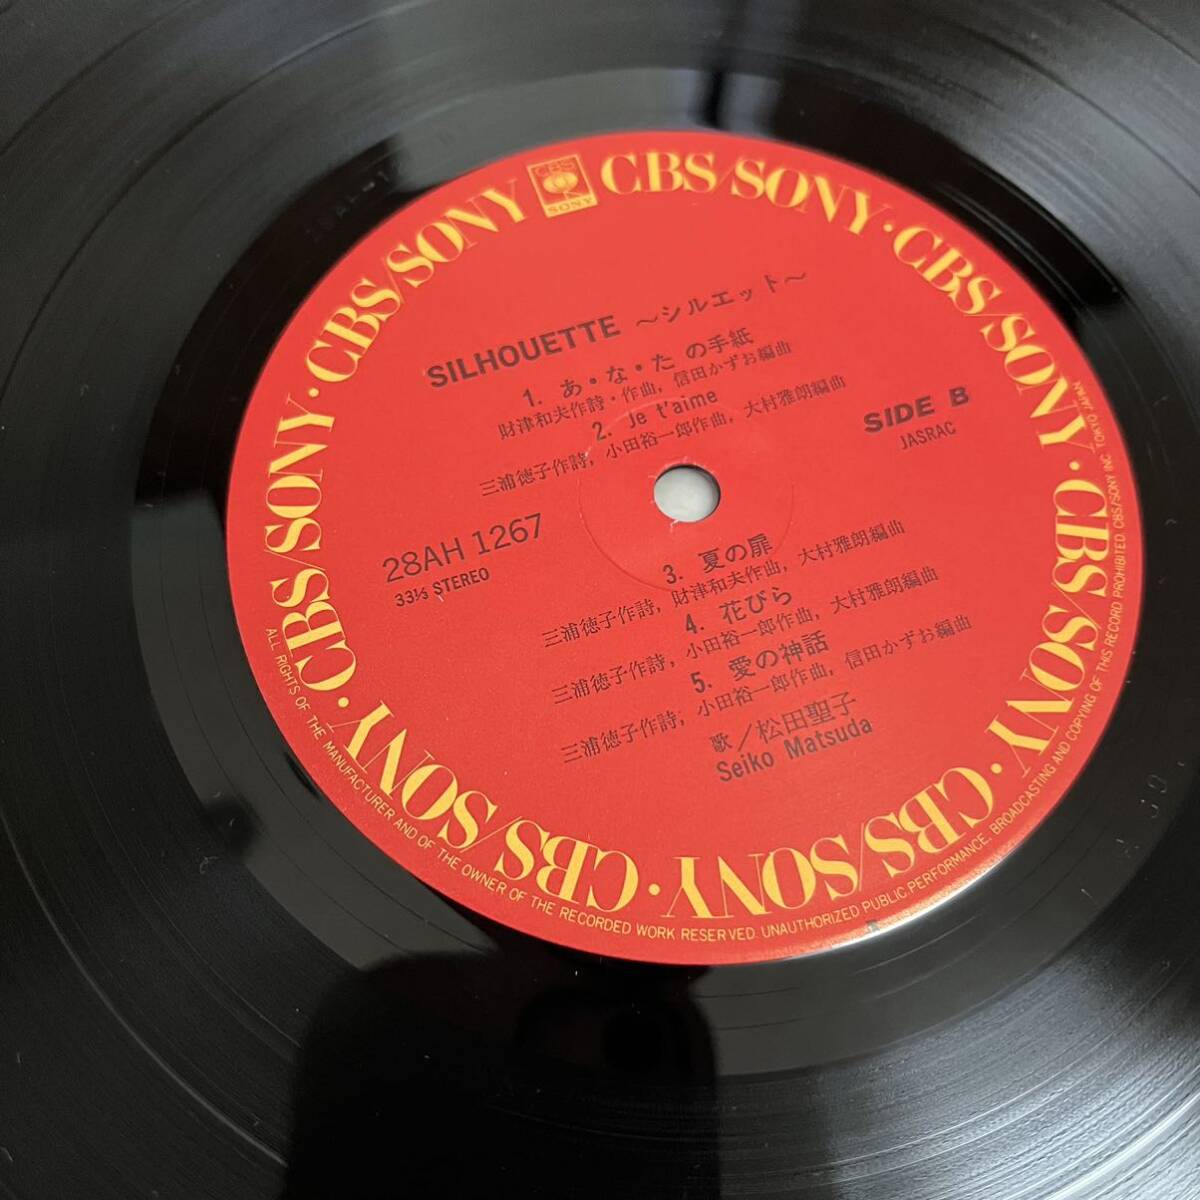 CBS/SONY · CBS/SONY · CBS/SONY · CBS/SONY · CBS/SONY · CBS/SONY · CBS/SONY · CBS/SONY
CBS
SONY
SILHOUETTE ～シルエット～
1. あ・な・た の手紙
財津和夫作詩・作曲, 信田かずお編曲
2. Je t'aime
三浦徳子作詩, 小田裕一郎作曲, 大村雅朗編曲
SIDE B
JASRAC
28AH 1267
33⅓ STEREO
3. 夏の扉
三浦徳子作詩, 財津和夫作曲, 大村雅朗編曲
4. 花びら
三浦徳子作詩, 小田裕一郎作曲, 大村雅朗編曲
5. 愛の神話
三浦徳子作詩, 小田裕一郎作曲, 信田かずお編曲
歌／松田聖子
Seiko Matsuda
ALL RIGHTS OF THE MANUFACTURER AND OF THE OWNER OF THE RECORDED WORK RESERVED. UNAUTHORIZED PUBLIC PERFORMANCE, BROADCASTING AND COPYING OF THIS RECORD PROHIBITED CBS/SONY INC TOKYO JAPAN